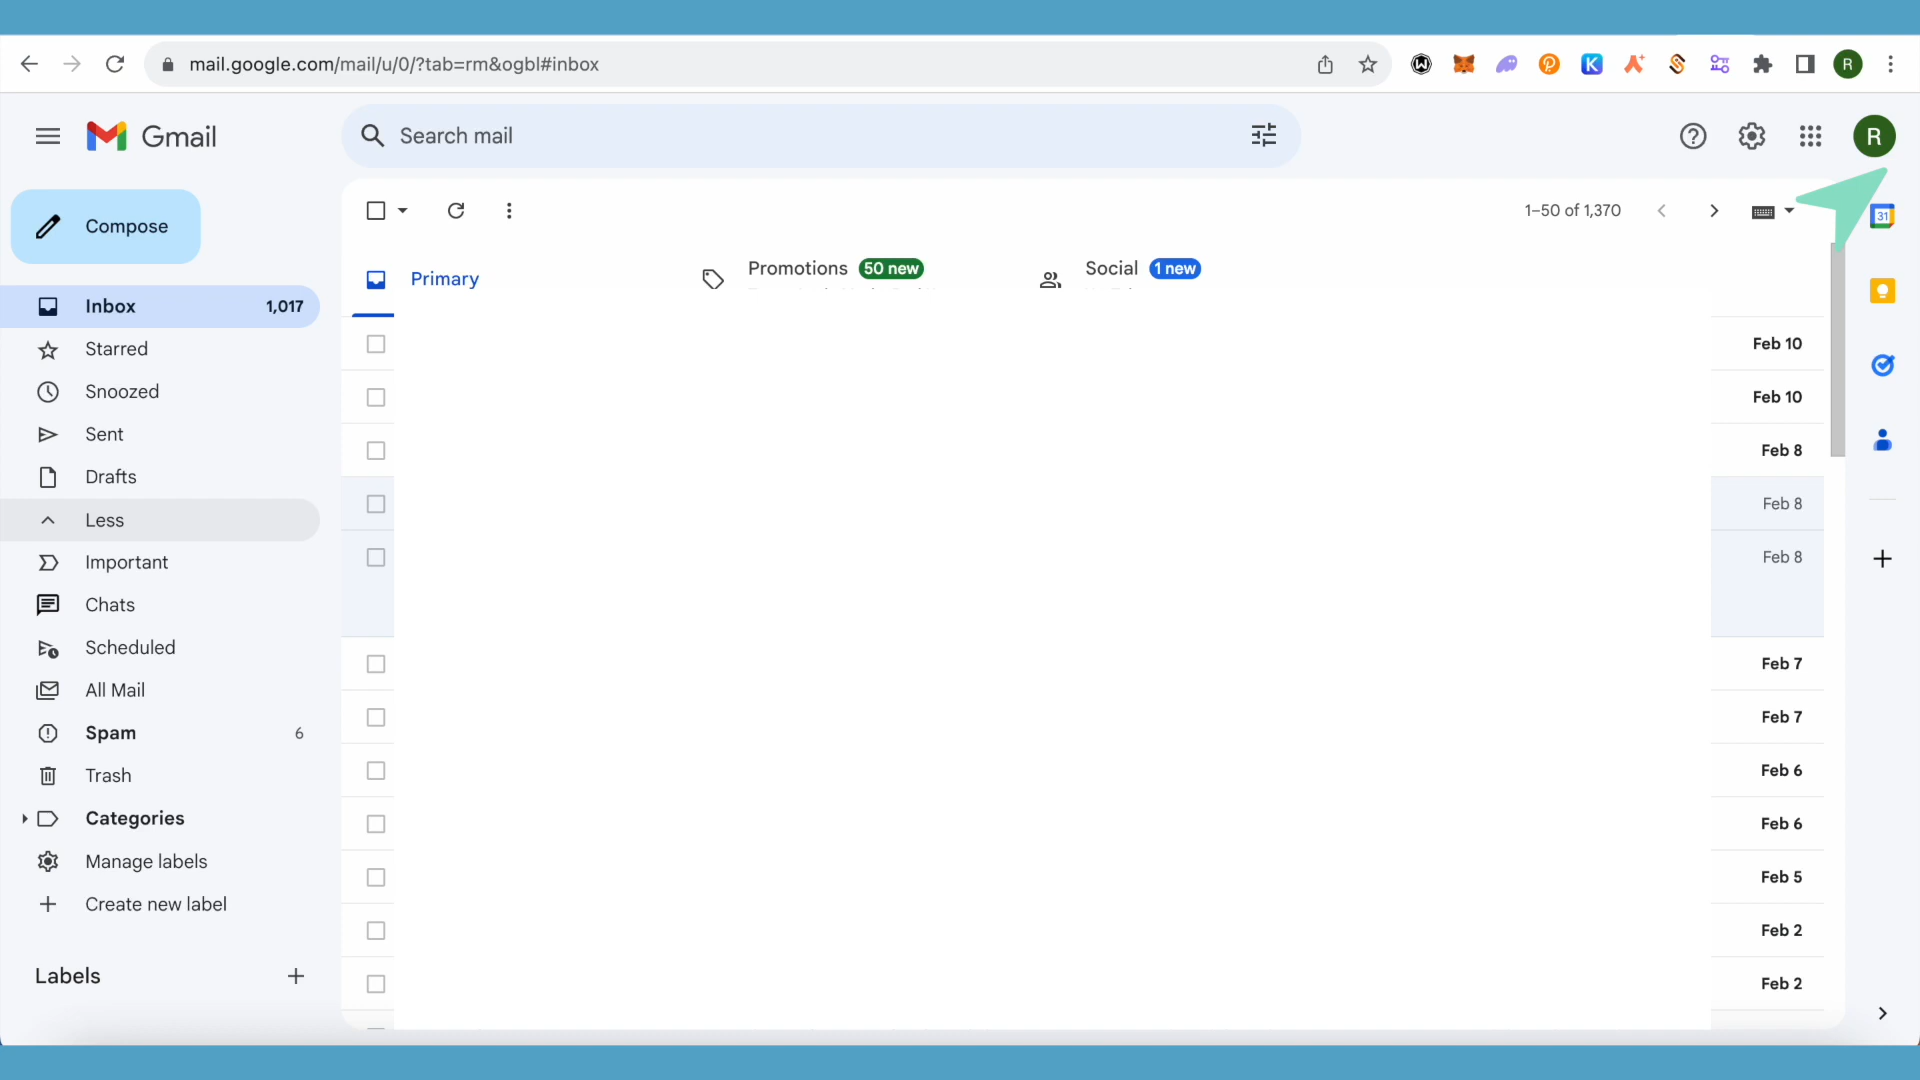 mail.google.com/mail/u/0/?tab=rm&ogbl#inbox
R
Gmail
Search mail
R
Compose
1–50 of 1,370
31
Primary
Promotions 50 new
Social 1 new
Inbox 1,017
Starred
Snoozed
Sent
Drafts
Less
Important
Chats
Scheduled
All Mail
Spam 6
Trash
Categories
Manage labels
Create new label
Labels
Feb 10
Feb 10
Feb 8
Feb 8
Feb 8
Feb 7
Feb 7
Feb 6
Feb 6
Feb 5
Feb 2
Feb 2